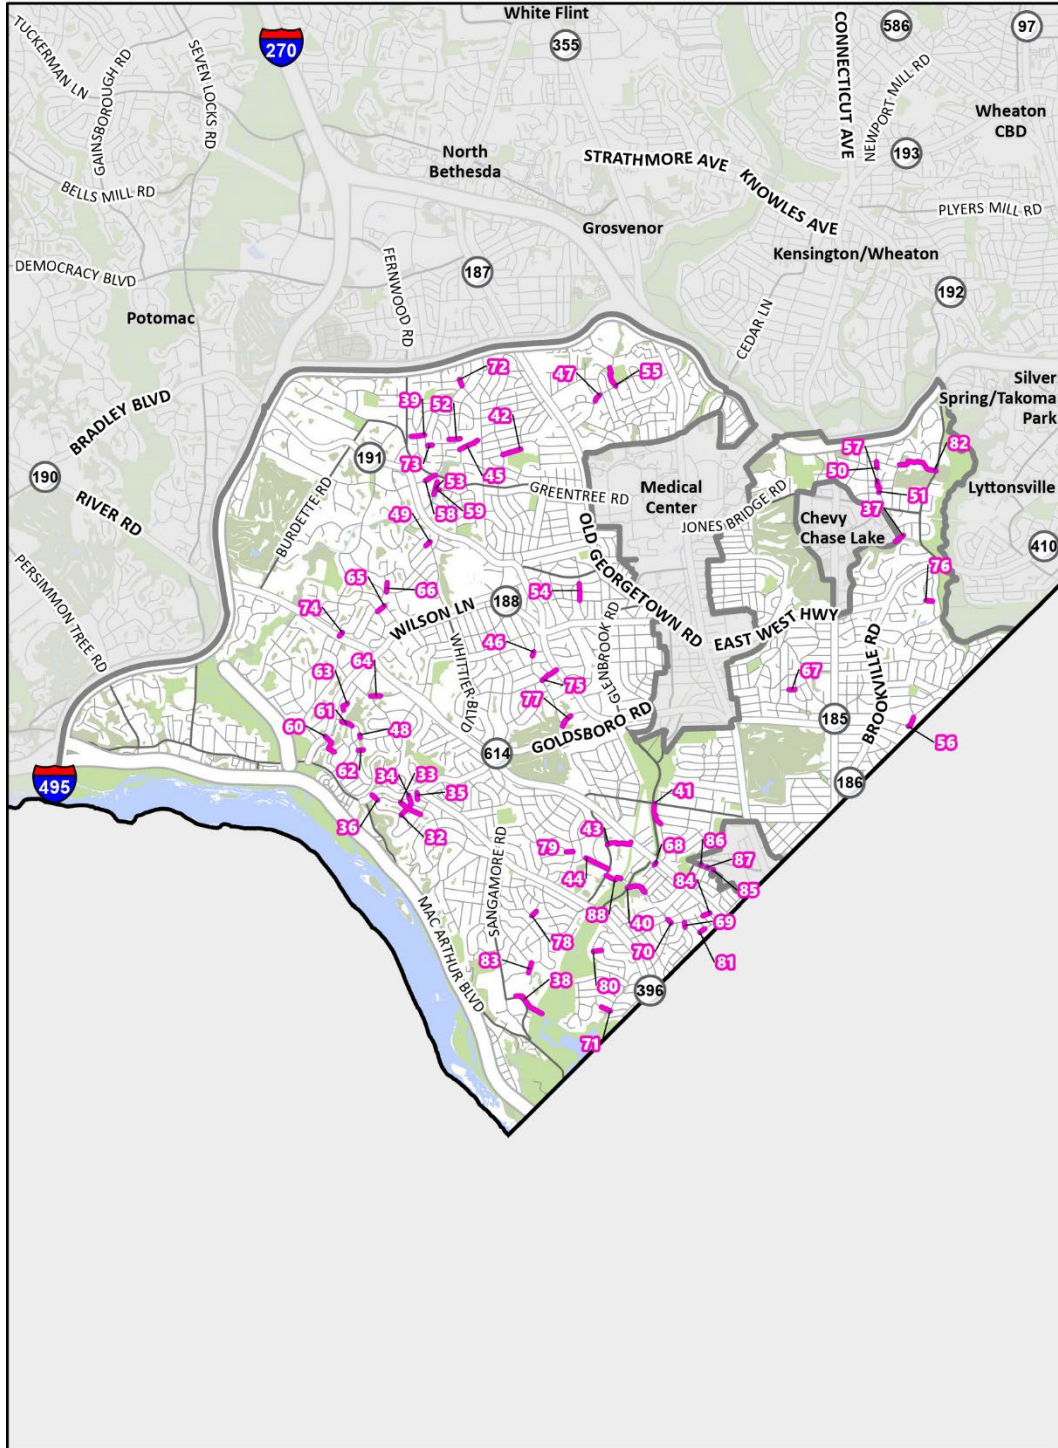 White Flint
355
CONNECTICUT AVE
586
97
TUCKERMAN LN
GAINSBOROUGH RD
SEVEN LOCKS RD
270
NEWPORT MILL RD
Wheaton
CBD
193
North
Bethesda
STRATHMORE AVE
KNOWLES AVE
BELLS MILL RD
PLYERS MILL RD
Grosvenor
Kensington/Wheaton
DEMOCRACY BLVD
FERNWOOD RD
187
192
Potomac
CEDAR LN
BRADLEY BLVD
72
47
55
39
52
42
Silver
Spring/Takoma
Park
191
73
45
57
82
50
190
RIVER RD
BURDETTE RD
53
58
59
GREENTREE RD
Medical
Center
51
Lyttonsville
49
37
JONES BRIDGE RD
Chevy
Chase Lake
OLD GEORGETOWN RD
410
PERSIMMON TREE RD
65
66
54
76
74
WILSON LN
188
46
GLENBROOK RD
EAST WEST HWY
BROOKVILLE RD
64
63
WHITTIER BLVD
75
67
61
77
GOLDSBORO RD
185
60
48
62
614
56
495
34
33
35
186
36
32
41
SANGAMORE RD
43
79
68
86
87
44
84
85
88
40
69
MAC ARTHUR BLVD
78
70
81
83
38
80
396
71